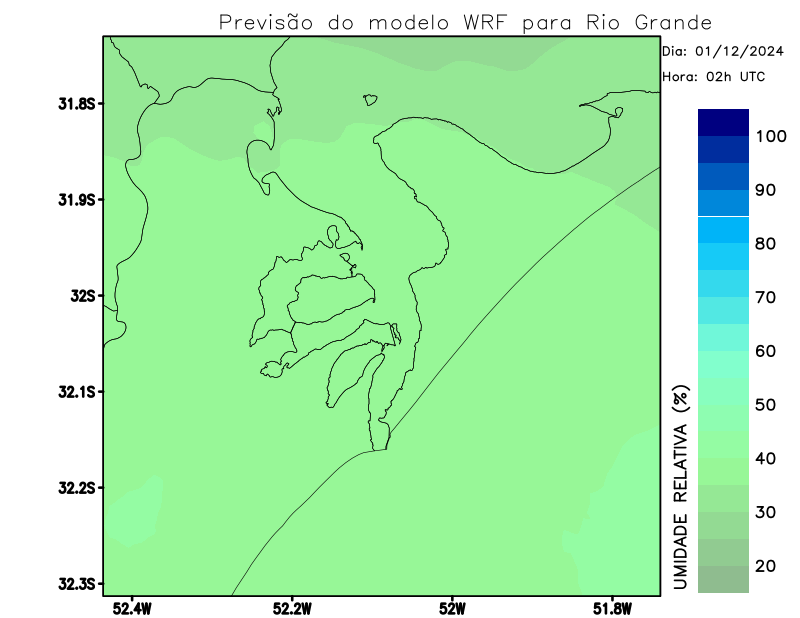 Previsão do modelo WRF para Rio Grande
Dia: 01/12/2024
Hora: 02h UTC
31.8S
31.9S
32S
32.1S
32.2S
32.3S
52.4W
52.2W
52W
51.8W
100
90
80
70
60
50
40
30
20
UMIDADE RELATIVA (%)